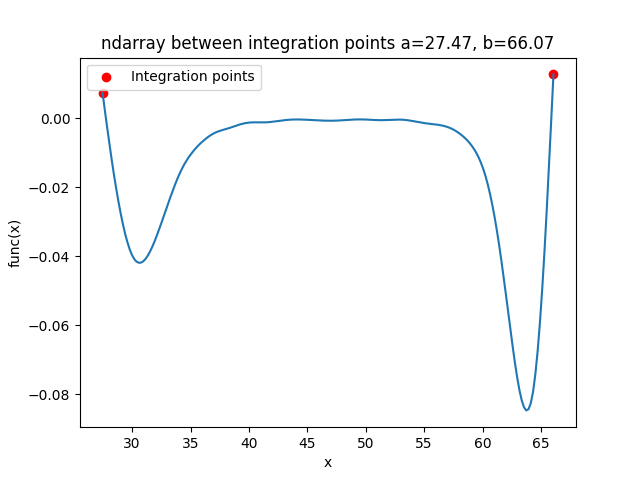 ndarray between integration points a=27.47, b=66.07
Integration points
0.00
−0.02
−0.04
−0.06
−0.08
func(x)
30 35 40 45 50 55 60 65
x